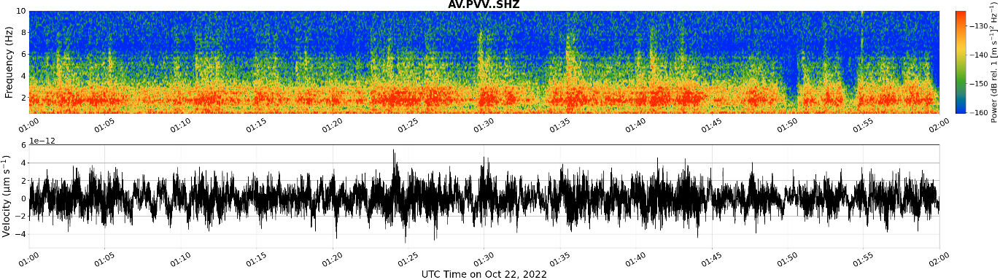 AV.PVV..SHZ
Frequency (Hz)
10
8
6
4
2
01:00 01:05 01:10 01:15 01:20 01:25 01:30 01:35 01:40 01:45 01:50 01:55 02:00
Power (dB rel. 1 [m s⁻¹]² Hz⁻¹)
−130
−140
−150
−160
1e−12
Velocity (μm s⁻¹)
6
4
2
0
−2
−4
01:00 01:05 01:10 01:15 01:20 01:25 01:30 01:35 01:40 01:45 01:50 01:55 02:00
UTC Time on Oct 22, 2022